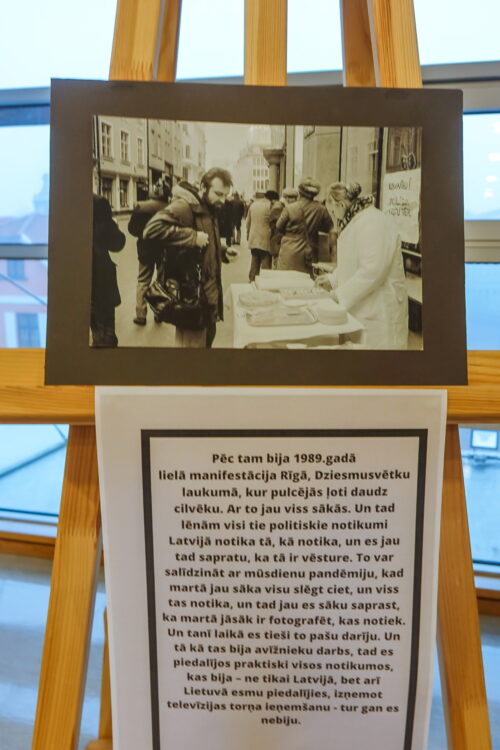 Pēc tam bija 1989.gadā
lielā manifestācija Rīgā, Dziesmusvētku
laukumā, kur pulcējās ļoti daudz
cilvēku. Ar to jau viss sākās. Un tad
lēnām visi tie politiskie notikumi
Latvijā notika tā, kā notika, un es jau
tad sapratu, ka tā ir vēsture. To var
salīdzināt ar mūsdienu pandēmiju, kad
martā jau sāka visu slēgt ciet, un viss
tas notika, un tad jau es sāku saprast,
ka martā jāsāk ir fotografēt, kas notiek.
Un tanī laikā es tieši to pašu darīju. Un
tā kā tas bija avīžnieku darbs, tad es
piedalījos praktiski visos notikumos,
kas bija – ne tikai Latvijā, bet arī
Lietuvā esmu piedalījies, izņemot
televīzijas torņa ieņemšanu - tur gan es
nebiju.